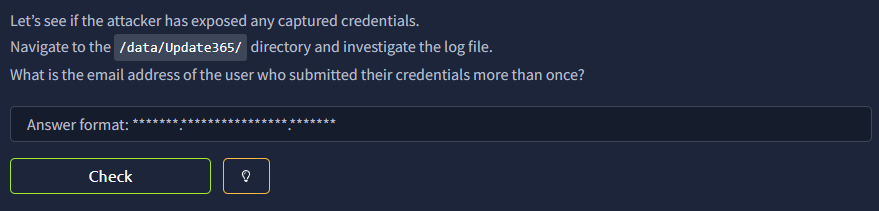 Let's see if the attacker has exposed any captured credentials.
Navigate to the /data/Update365/ directory and investigate the log file.
What is the email address of the user who submitted their credentials more than once?
Answer format: *******.*****************.*******
Check